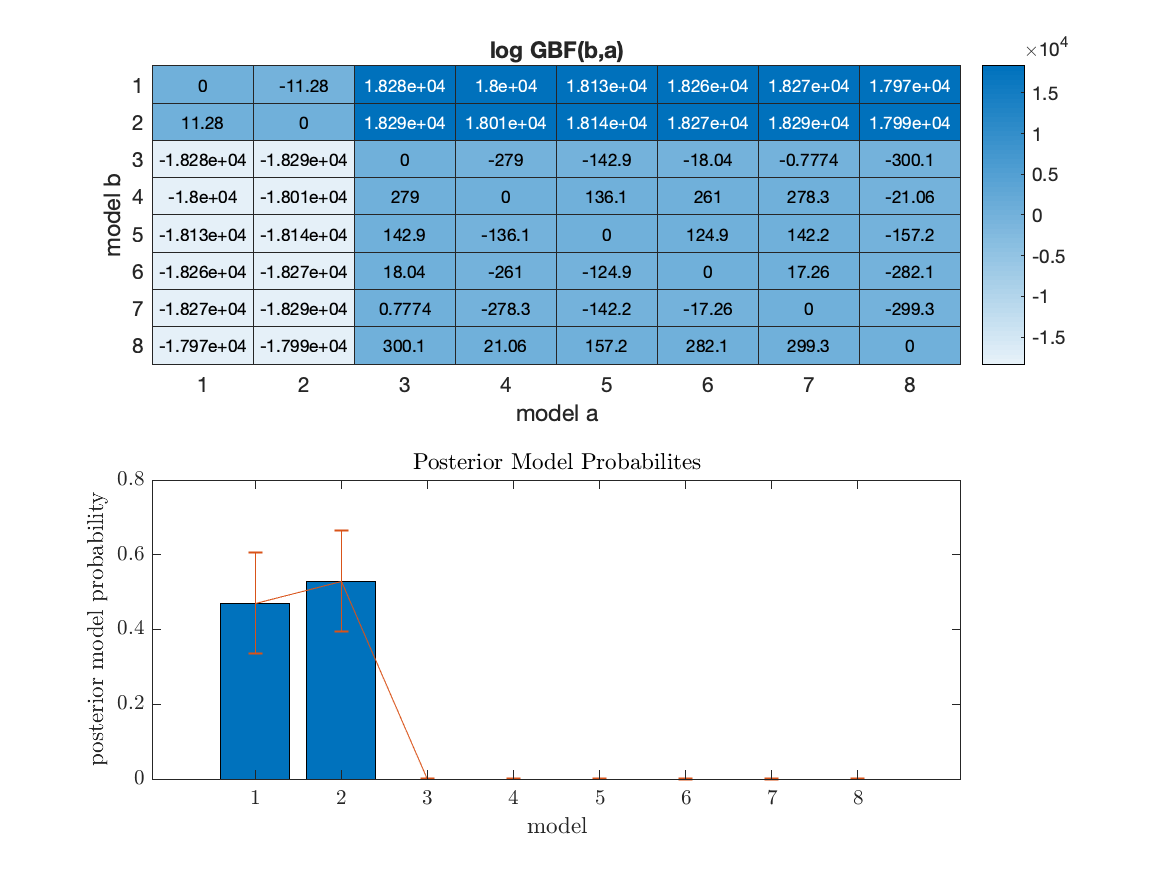 log GBF(b,a)
×10^4
1 0 -11.28 1.828e+04 1.8e+04 1.813e+04 1.826e+04 1.827e+04 1.797e+04
2 11.28 0 1.829e+04 1.801e+04 1.814e+04 1.827e+04 1.829e+04 1.799e+04
3 -1.828e+04 -1.829e+04 0 -279 -142.9 -18.04 -0.7774 -300.1
4 -1.8e+04 -1.801e+04 279 0 136.1 261 278.3 -21.06
5 -1.813e+04 -1.814e+04 142.9 -136.1 0 124.9 142.2 -157.2
6 -1.826e+04 -1.827e+04 18.04 -261 -124.9 0 17.26 -282.1
7 -1.827e+04 -1.829e+04 0.7774 -278.3 -142.2 -17.26 0 -299.3
8 -1.797e+04 -1.799e+04 300.1 21.06 157.2 282.1 299.3 0
1 2 3 4 5 6 7 8
model a
model b
1.5
1
0.5
0
-0.5
-1
-1.5
Posterior Model Probabilites
posterior model probability
0.8
0.6
0.4
0.2
0
1 2 3 4 5 6 7 8
model